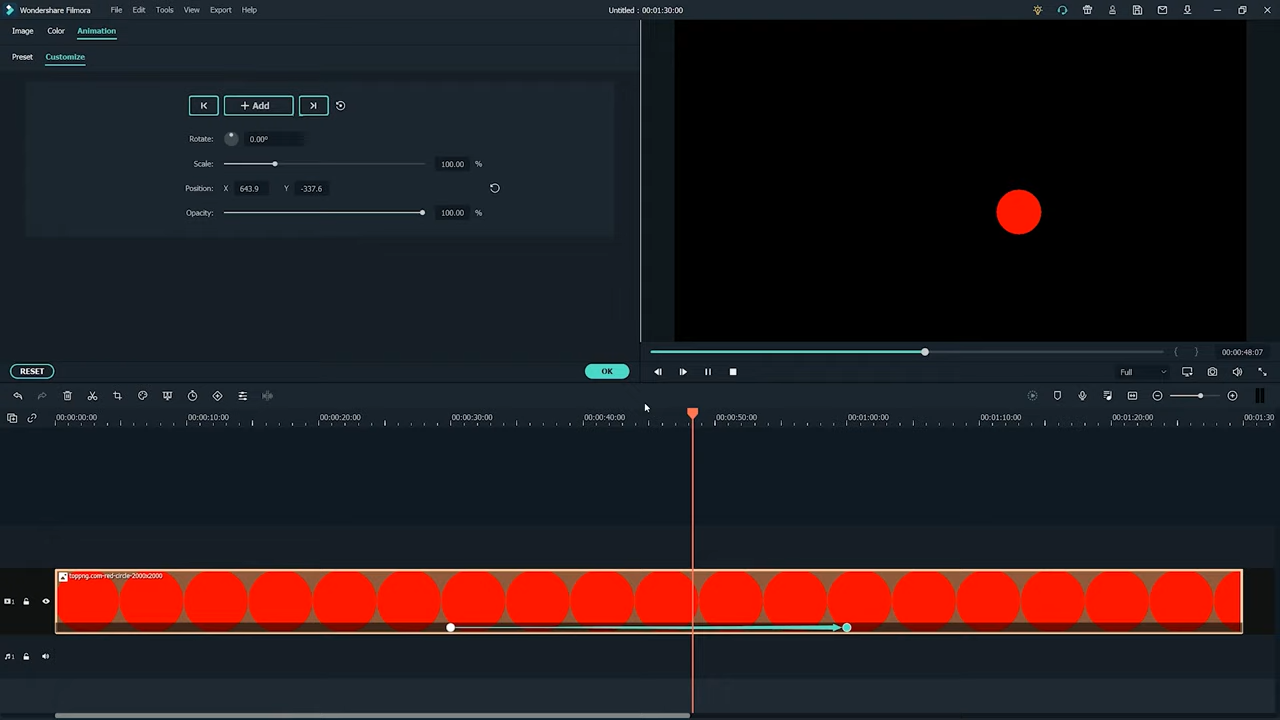 Wondershare Filmora File Edit Tools View Export Help Untitled : 00:01:30:00
Image Color Animation
Preset Customize
+ Add
Rotate: 0.00º
Scale: 100.00 %
Position: X 643.9 Y -337.6
Opacity: 100.00 %
00:00:48:07
RESET OK Full
00:00:00:00 00:00:10:00 00:00:20:00 00:00:30:00 00:00:40:00 00:00:50:00 00:01:00:00 00:01:10:00 00:01:20:00 00:01:30
toppng.com-red-circle-2000x2000
1
1